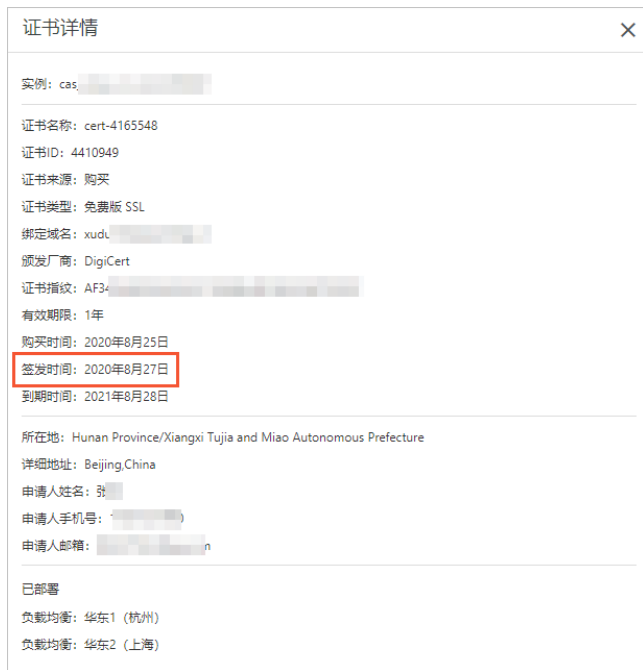 证书详情
实例：cas
证书名称：cert-4165548
证书ID：4410949
证书来源：购买
证书类型：免费版 SSL
绑定域名：xudu
颁发厂商：DigiCert
证书指纹：AF34
有效期限：1年
购买时间：2020年8月25日
签发时间：2020年8月27日
到期时间：2021年8月28日
所在地：Hunan Province/Xiangxi Tujia and Miao Autonomous Prefecture
详细地址：Beijing,China
申请人姓名：张
申请人手机号：
申请人邮箱：
已部署
负载均衡：华东1（杭州）
负载均衡：华东2（上海）